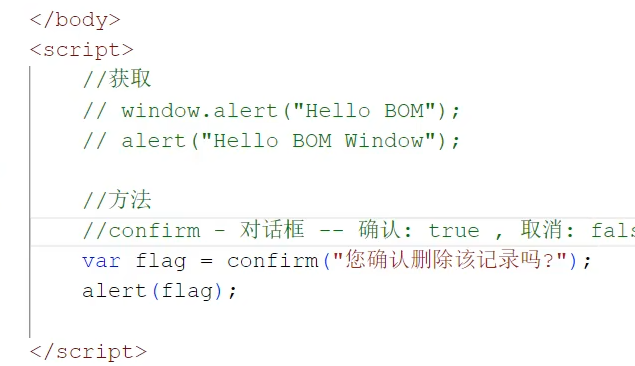 </body>
<script>
//获取
// window.alert("Hello BOM");
// alert("Hello BOM Window");
//方法
//confirm - 对话框 -- 确认: true , 取消: fals
var flag = confirm("您确认删除该记录吗?");
alert(flag);
</script>